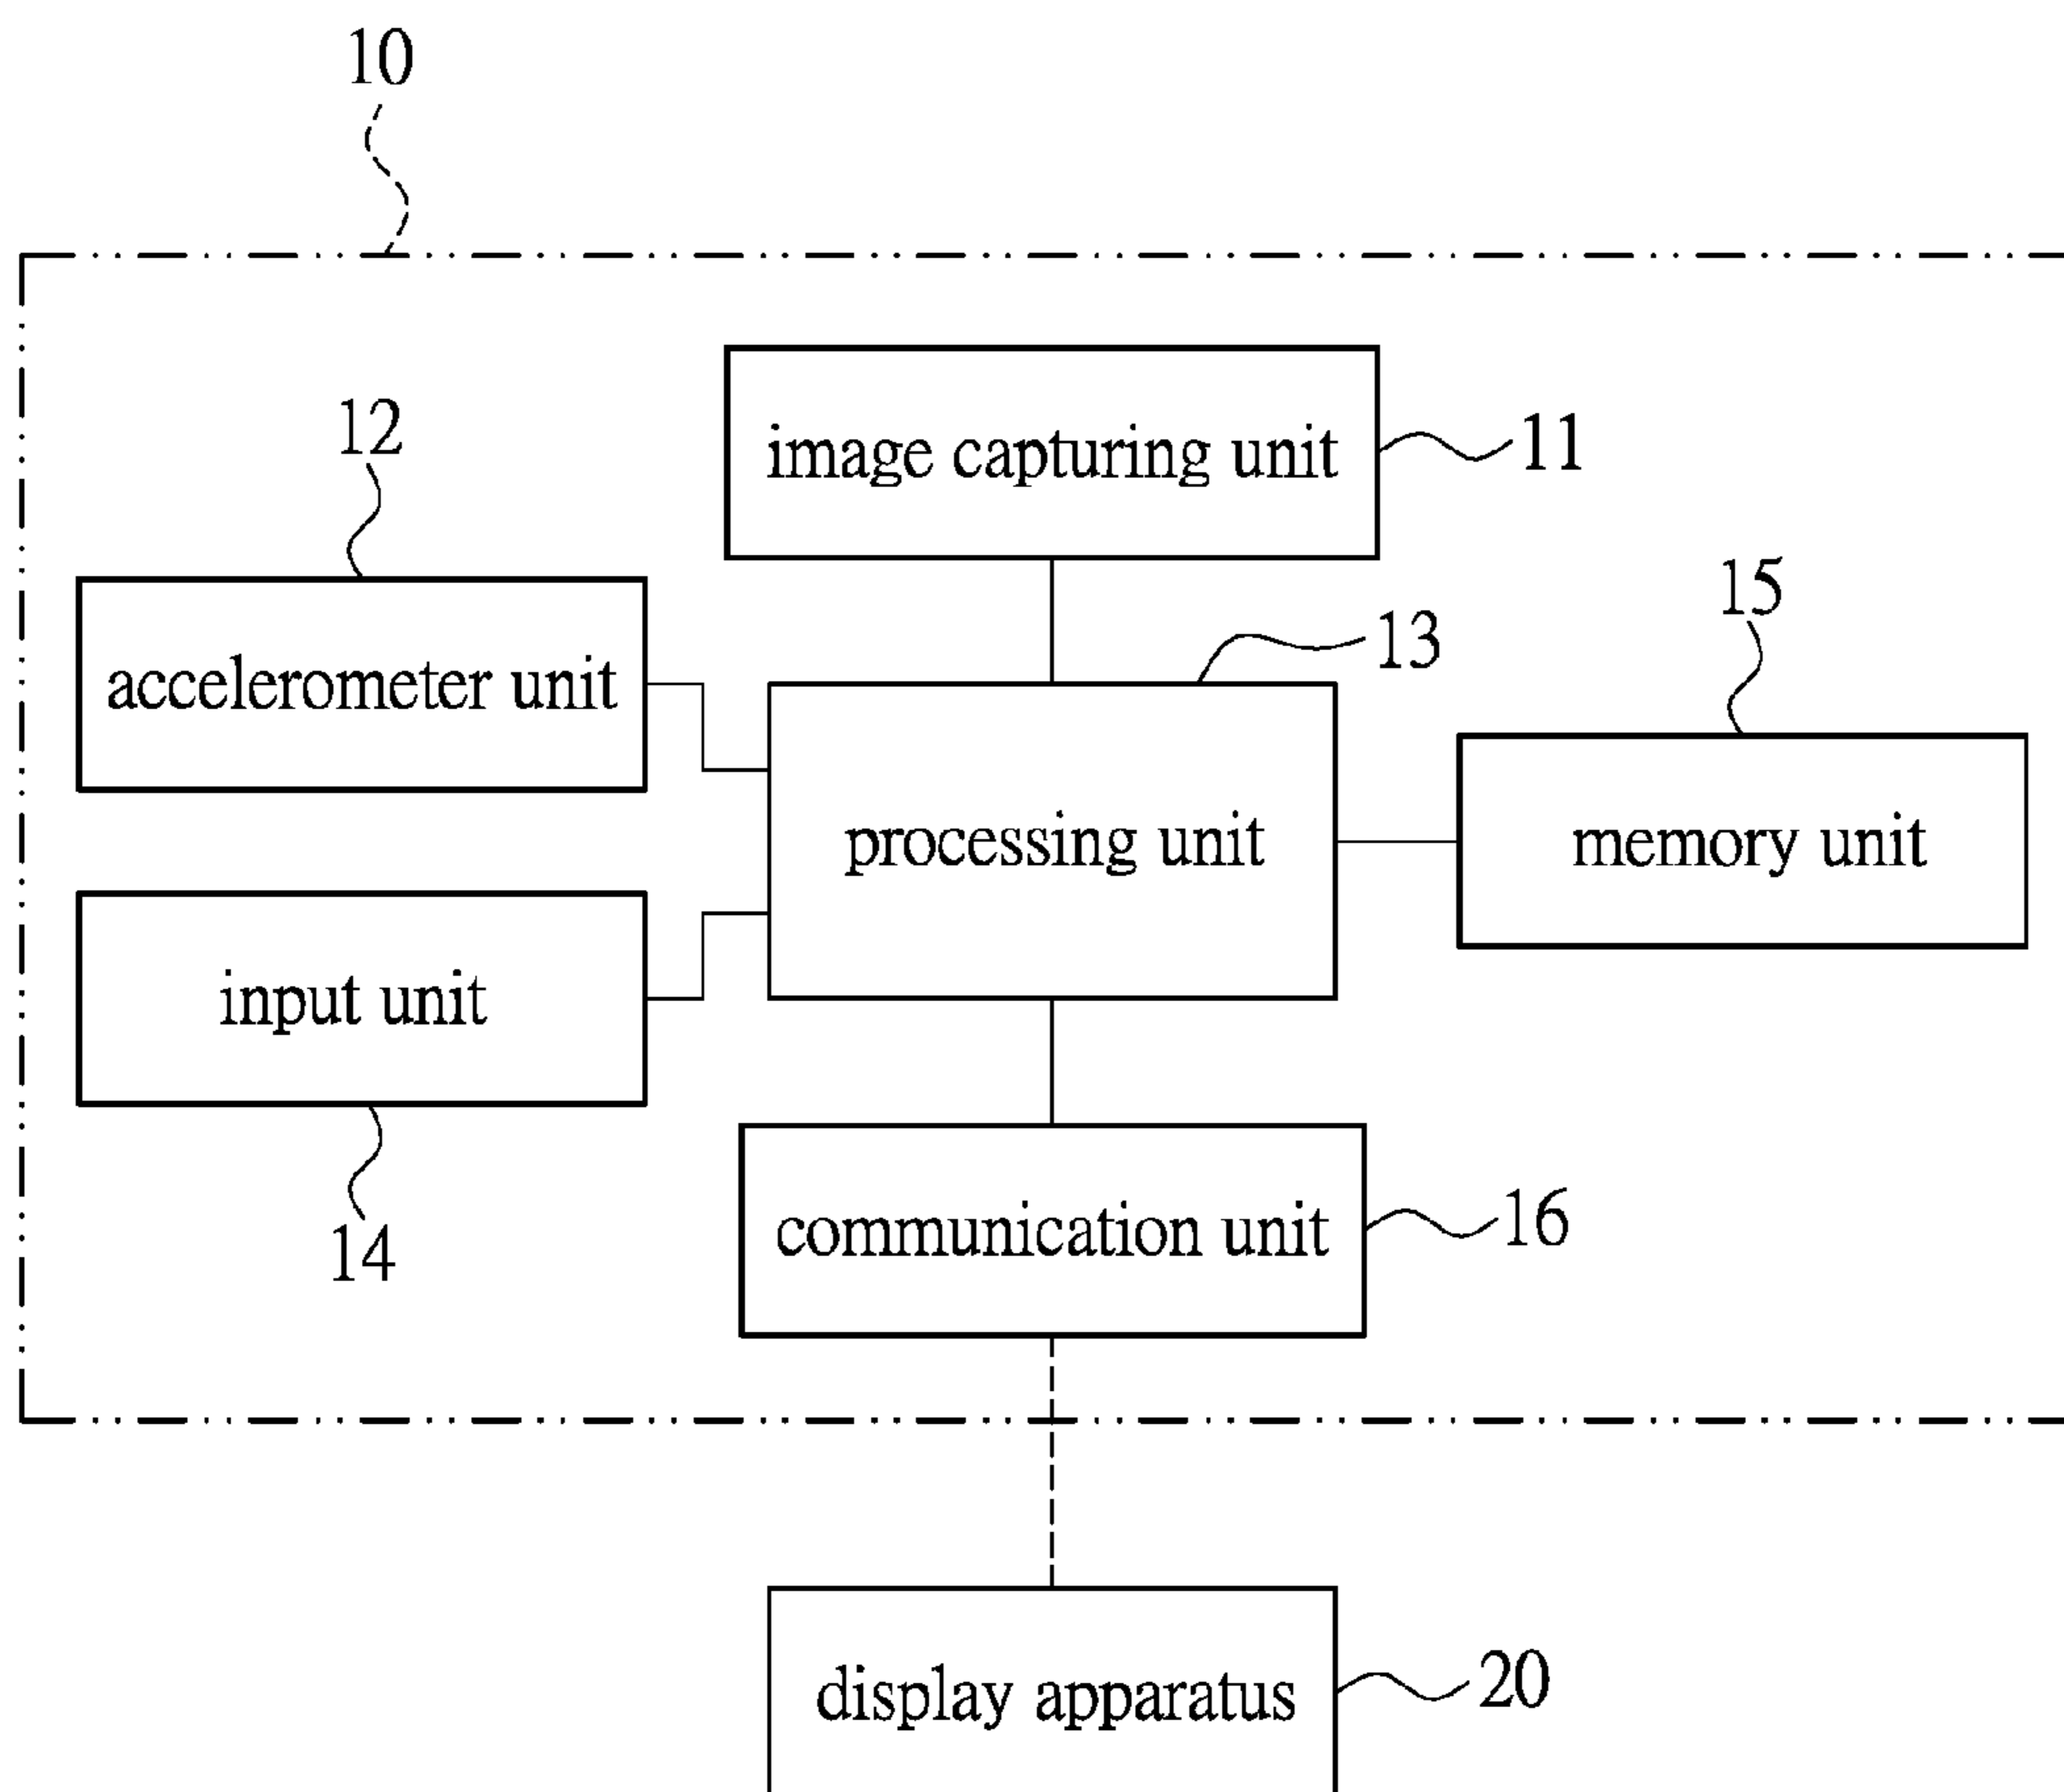 10
image capturing unit
11
12
accelerometer unit
13
15
processing unit
memory unit
input unit
14
communication unit
16
display apparatus
20